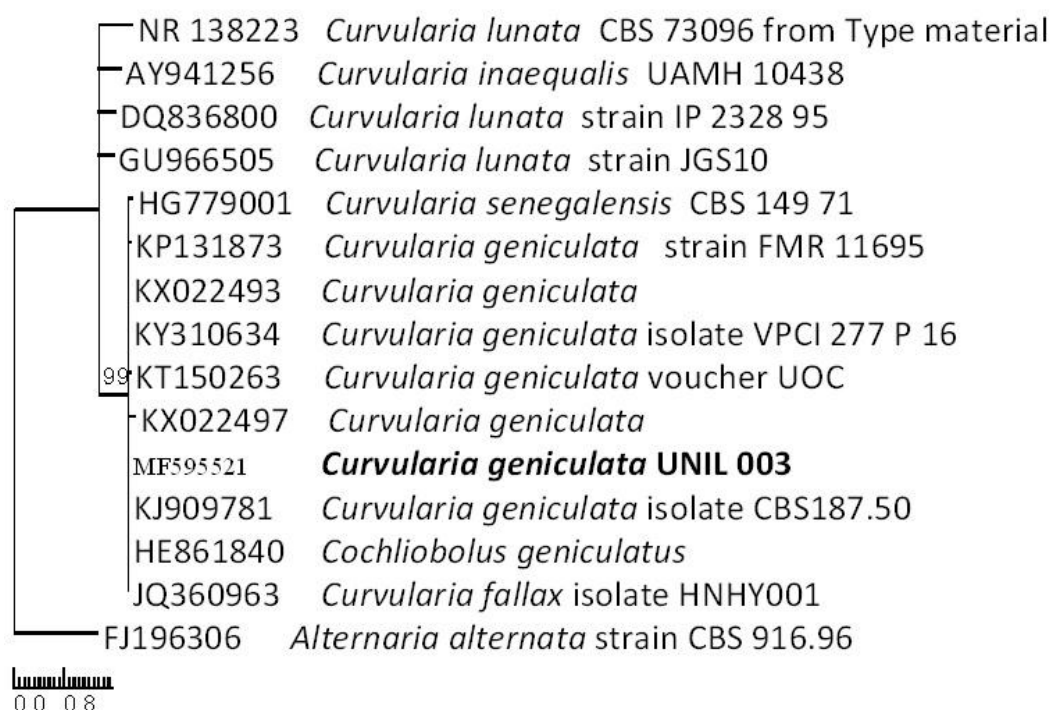 NR 138223 Curvularia lunata CBS 73096 from Type material
AY941256 Curvularia inaequalis UAMH 10438
DQ836800 Curvularia lunata strain IP 2328 95
GU966505 Curvularia lunata strain JGS10
HG779001 Curvularia senegalensis CBS 149 71
KP131873 Curvularia geniculata strain FMR 11695
KX022493 Curvularia geniculata
KY310634 Curvularia geniculata isolate VPCI 277 P 16
99 KT150263 Curvularia geniculata voucher UOC
KX022497 Curvularia geniculata
MF595521 Curvularia geniculata UNIL 003
KJ909781 Curvularia geniculata isolate CBS187.50
HE861840 Cochliobolus geniculatus
JQ360963 Curvularia fallax isolate HNHY001
FJ196306 Alternaria alternata strain CBS 916.96
0 0 0 8